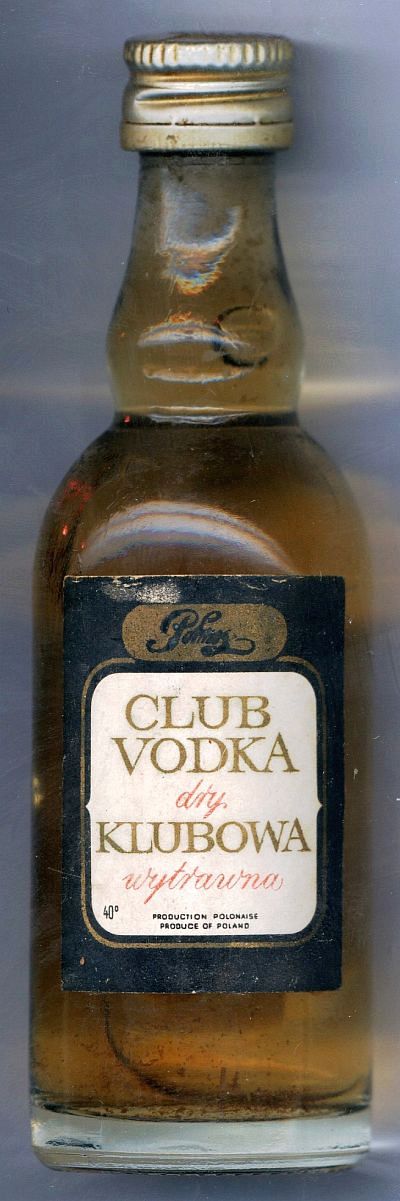 Polmos
CLUB
VODKA
dry
KLUBOWA
wytrawna
40°
PRODUCTION POLONAISE
PRODUCE OF POLAND